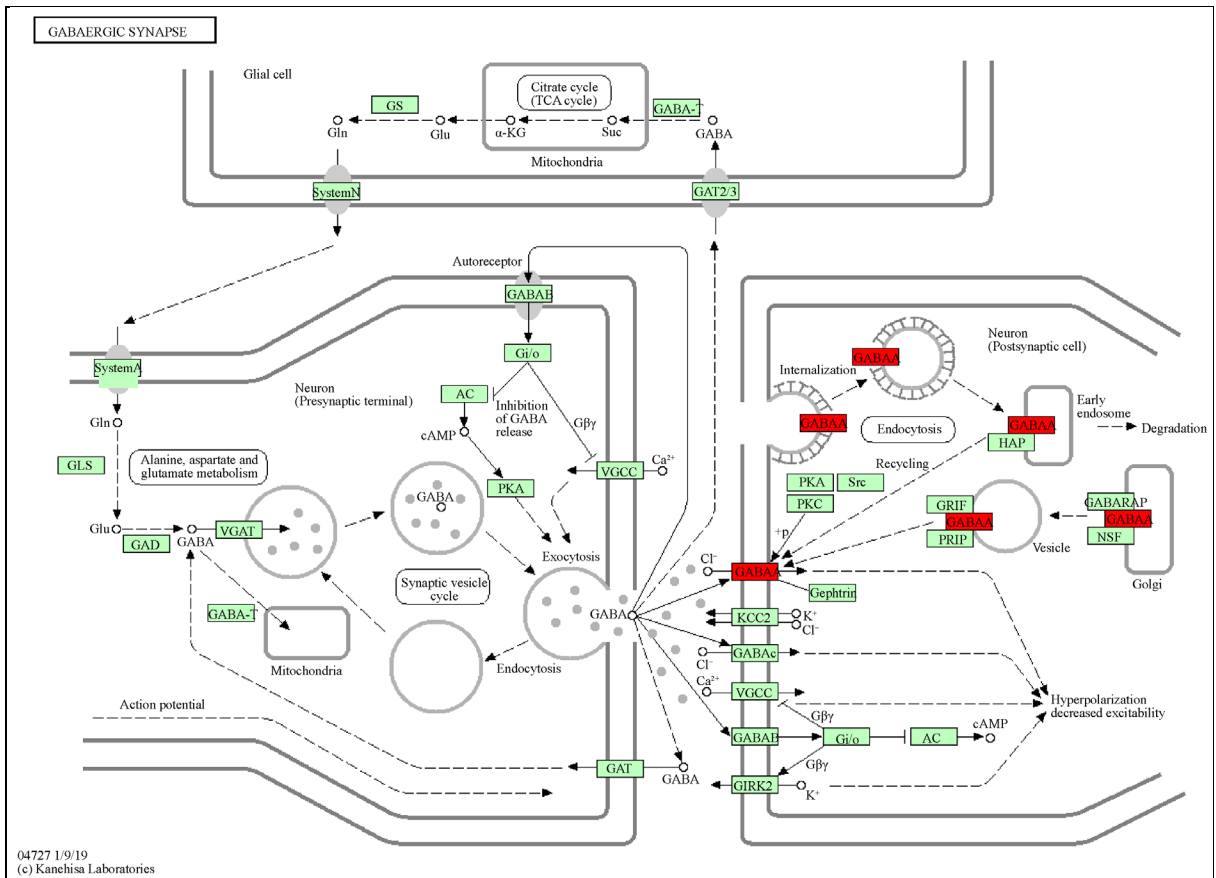 GABAERGIC SYNAPSE
Glial cell
Citrate cycle
(TCA cycle)
GS
GABA-T
Gln
Glu
α-KG
Suc
GABA
Mitochondria
SystemN
GAT2/3
Autoreceptor
GABAB
Neuron
(Postsynaptic cell)
GABAA
Internalization
SystemA
Gi/o
Neuron
(Presynaptic terminal)
AC
Inhibition
of GABA
release
Gβγ
cAMP
GABAA
Endocytosis
GABAA
HAP
Early
endosome
Degradation
Gln
Alanine, aspartate and
glutamate metabolism
GLS
VGCC
Ca²⁺
Recycling
PKA
GABA
PKA
Src
PKC
GRIF
GABAA
PRIP
Vesicle
GABARAP
GABAA
NSF
Golgi
Glu
GAD
GABA
VGAT
+p
Exocytosis
Synaptic vesicle
cycle
Cl⁻
GABAA
Gephtrin
GABA-T
GABA
KCC2
K⁺
Cl⁻
Mitochondria
Endocytosis
GABAc
Cl⁻
Ca²⁺
VGCC
Action potential
Hyperpolarization
decreased excitability
Gβγ
GABAB
Gi/o
AC
cAMP
Gβγ
GAT
GABA
GIRK2
K⁺
04727 1/9/19
(c) Kanehisa Laboratories